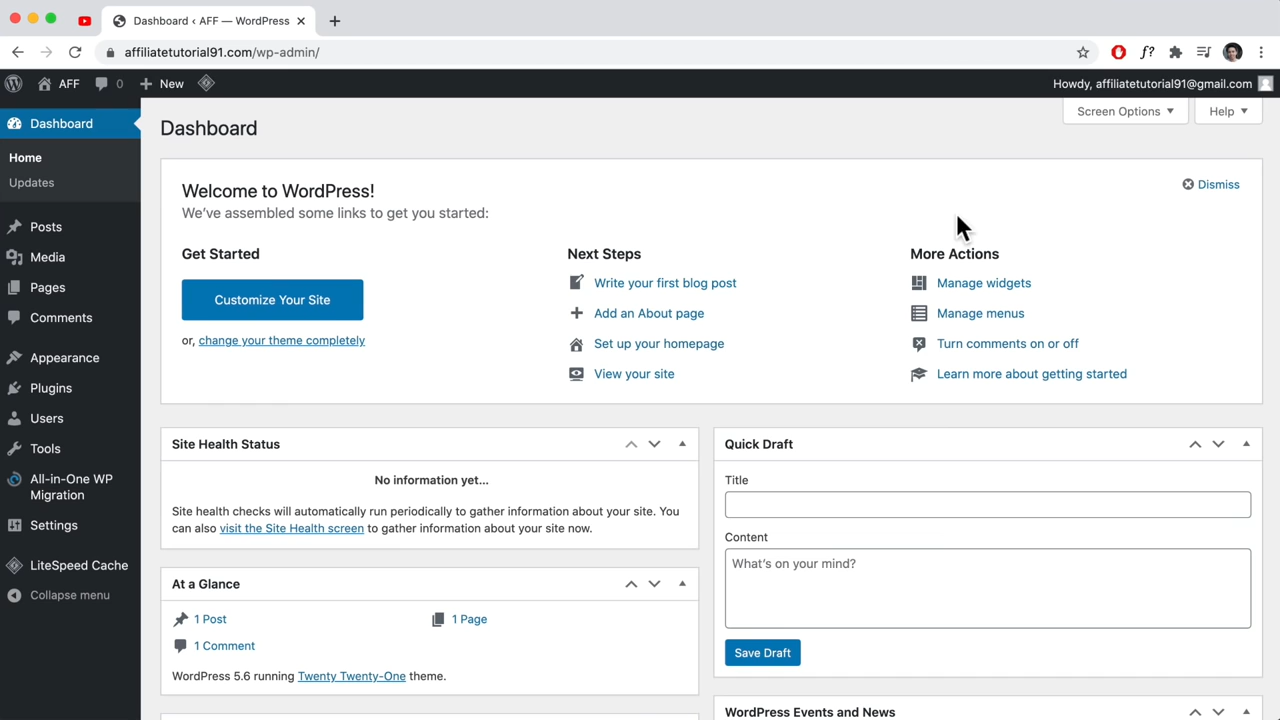 Dashboard ‹ AFF — WordPress
affiliatetutorial91.com/wp-admin/
f?
AFF
0
New
Howdy, affiliatetutorial91@gmail.com
Dashboard
Home
Updates
Posts
Media
Pages
Comments
Appearance
Plugins
Users
Tools
All-in-One WP
Migration
Settings
LiteSpeed Cache
Collapse menu
Screen Options
Help
Dashboard
Welcome to WordPress!
We've assembled some links to get you started:
Dismiss
Get Started
Customize Your Site
or, change your theme completely
Next Steps
Write your first blog post
Add an About page
Set up your homepage
View your site
More Actions
Manage widgets
Manage menus
Turn comments on or off
Learn more about getting started
Site Health Status
No information yet...
Site health checks will automatically run periodically to gather information about your site. You
can also visit the Site Health screen to gather information about your site now.
At a Glance
1 Post
1 Page
1 Comment
WordPress 5.6 running Twenty Twenty-One theme.
Quick Draft
Title
Content
What's on your mind?
Save Draft
WordPress Events and News